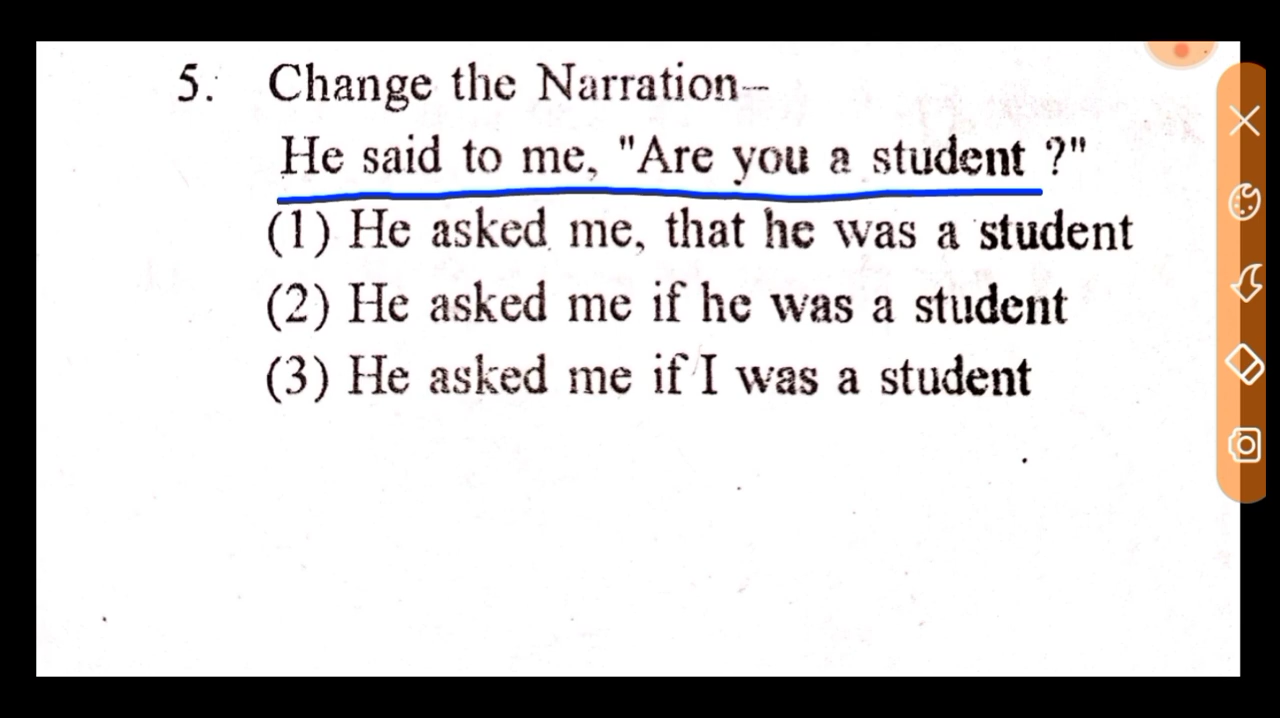 5. Change the Narration—
He said to me, "Are you a student ?"
(1) He asked me, that he was a student
(2) He asked me if he was a student
(3) He asked me if I was a student